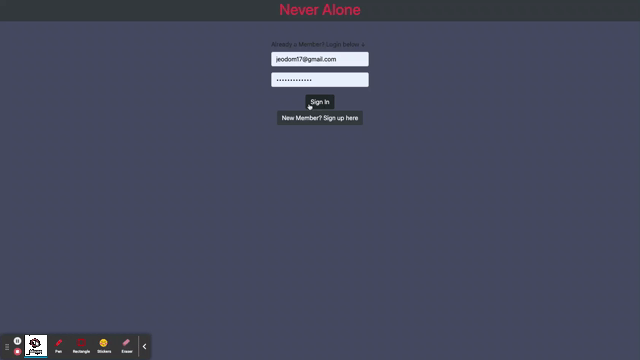 Never Alone
Already a Member? Login below ↓
jeodom17@gmail.com
•••••••••••••
Sign In
New Member? Sign up here
Pen
Rectangle
Stickers
Eraser